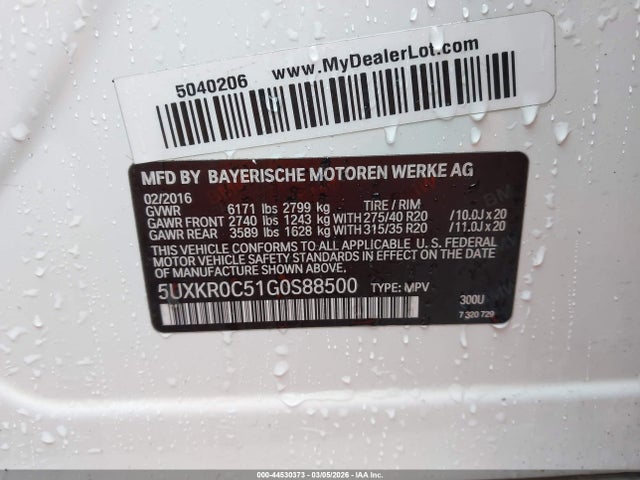 5040206 www.MyDealerLot.com
MFD BY BAYERISCHE MOTOREN WERKE AG
02/2016
GVWR 6171 lbs 2799 kg TIRE / RIM
GAWR FRONT 2740 lbs 1243 kg WITH 275/40 R20 /10.0J x 20
GAWR REAR 3589 lbs 1628 kg WITH 315/35 R20 /11.0J x 20
THIS VEHICLE CONFORMS TO ALL APPLICABLE U. S. FEDERAL
MOTOR VEHICLE SAFETY STANDARDS IN EFFECT ON THE
DATE OF MANUFACTURE SHOWN ABOVE.
5UXKR0C51G0S88500 TYPE: MPV
300U
7 320 729
000-44530373 | 03/05/2026 | IAA Inc.